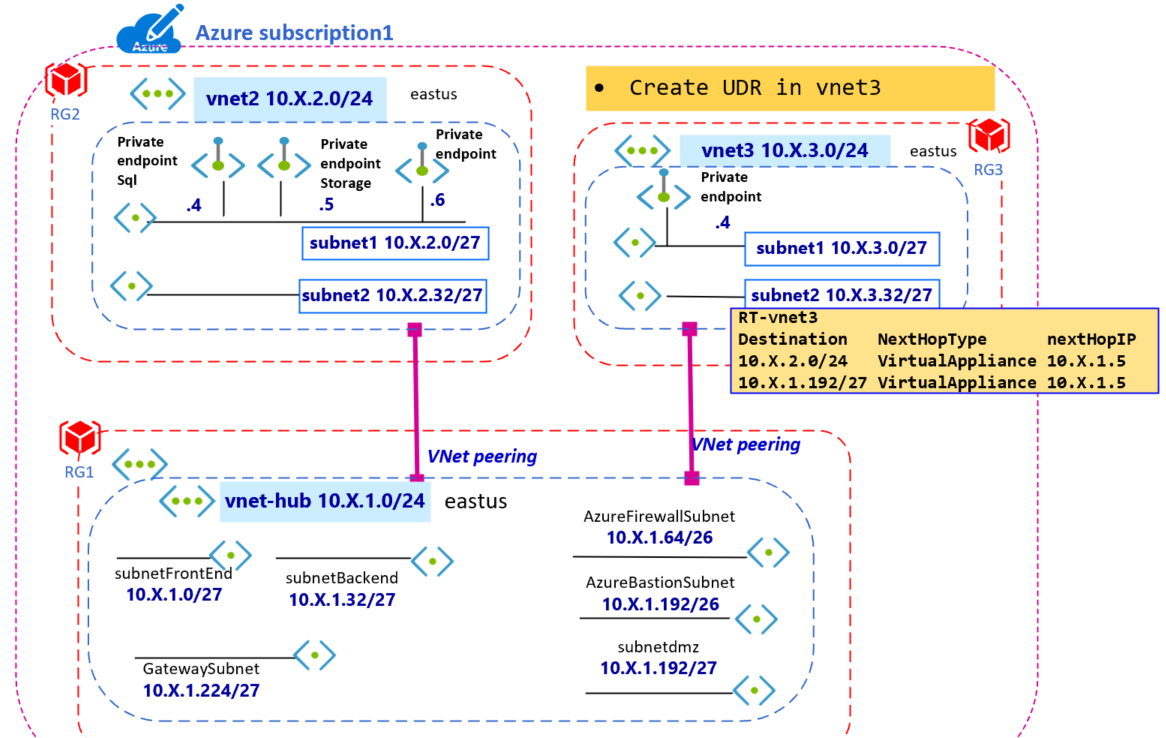 Azure subscription1
Azure
RG2
vnet2 10.X.2.0/24
eastus
Private
endpoint
Sql
Private
endpoint
Storage
Private
endpoint
.4
.5
.6
subnet1 10.X.2.0/27
subnet2 10.X.2.32/27
• Create UDR in vnet3
vnet3 10.X.3.0/24
eastus
RG3
Private
endpoint
.4
subnet1 10.X.3.0/27
subnet2 10.X.3.32/27
RT-vnet3
Destination NextHopType nextHopIP
10.X.2.0/24 VirtualAppliance 10.X.1.5
10.X.1.192/27 VirtualAppliance 10.X.1.5
VNet peering
VNet peering
RG1
vnet-hub 10.X.1.0/24
eastus
subnetFrontEnd
10.X.1.0/27
subnetBackend
10.X.1.32/27
GatewaySubnet
10.X.1.224/27
AzureFirewallSubnet
10.X.1.64/26
AzureBastionSubnet
10.X.1.192/26
subnetdmz
10.X.1.192/27